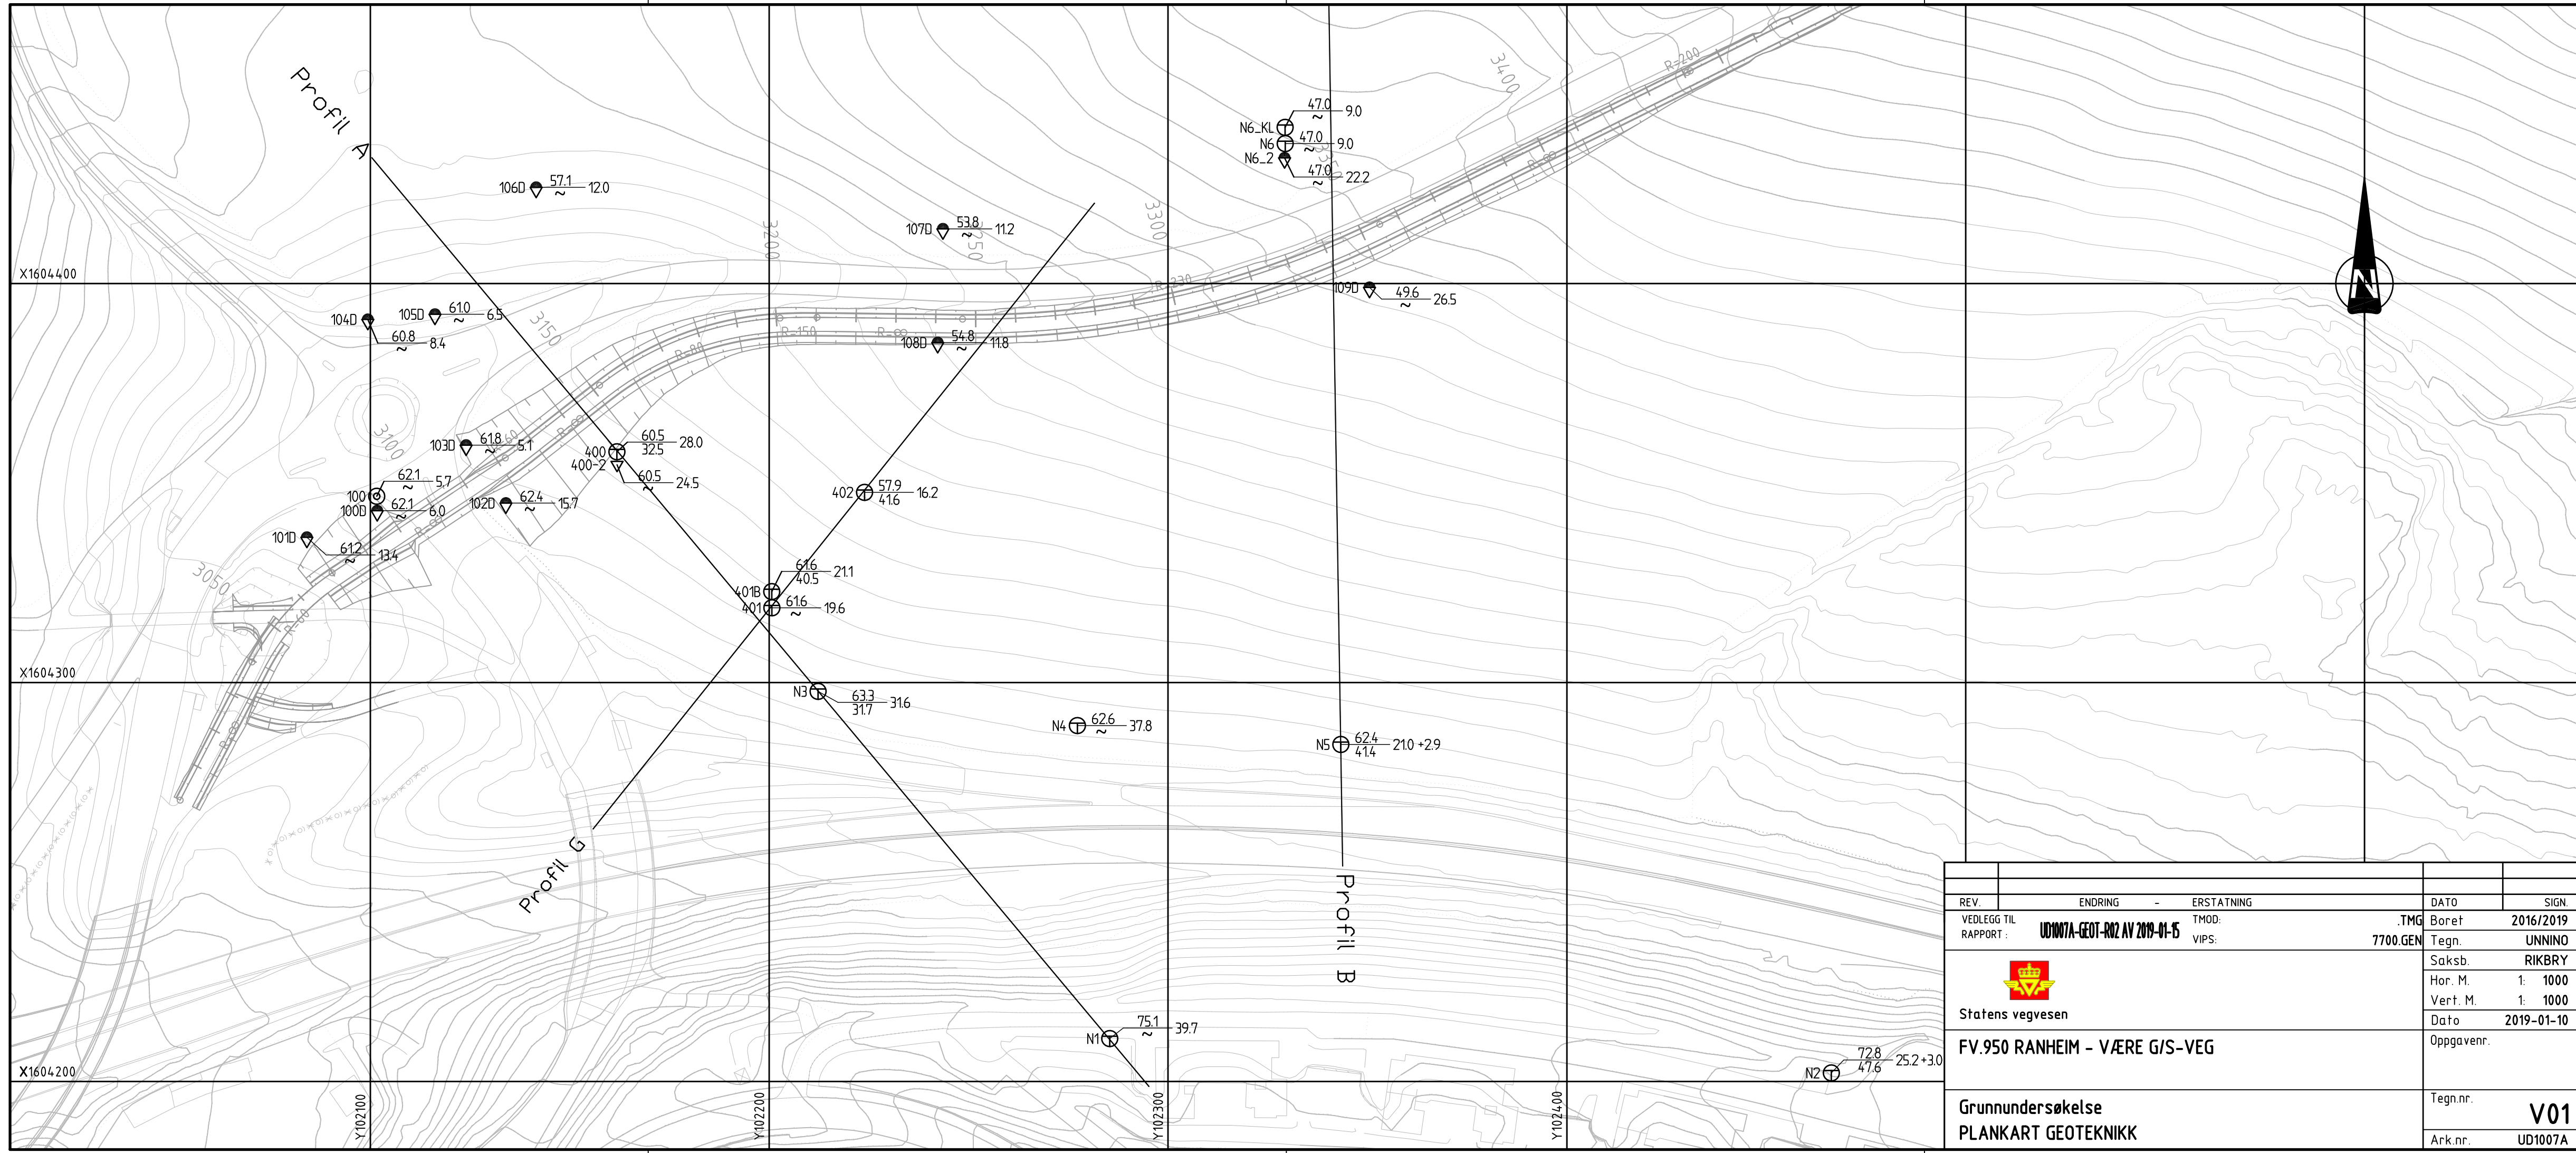 Profil A
3400
R=200
47.0
~
9.0
N6_KL
N6
47.0
~
9.0
N6_2
47.0
~
22.2
3350
R=∞
106D
57.1
~
12.0
107D
53.8
~
11.2
3200
3250
3300
X1604400
R=230
109D
49.6
~
26.5
104D
60.8
~
8.4
105D
61.0
~
6.5
3150
R=150
R=∞
R=80
108D
54.8
~
11.8
3100
103D
61.8
~
5.1
R=60
R=∞
400
60.5
32.5
28.0
400-2
60.5
~
24.5
402
57.9
41.6
16.2
100
62.1
~
5.7
100D
62.1
~
6.0
R=∞
102D
62.4
~
15.7
101D
61.2
~
13.4
3050
R=60
401B
61.6
40.5
21.1
401
61.6
~
19.6
X1604300
N3
63.3
31.7
31.6
N4
62.6
~
37.8
N5
62.4
41.4
21.0 +2.9
R=∞
Profil G
Profil B
N1
75.1
~
39.7
N2
72.8
47.6
25.2 +3.0
X1604200
Y102100
Y102200
Y102300
Y102400
N
REV. ENDRING - ERSTATNING DATO SIGN.
VEDLEGG TIL
RAPPORT : UD1007A-GEOT-R02 AV 2019-01-15
TMOD: .TMG
VIPS: 7700.GEN
Boret 2016/2019
Tegn. UNNINO
Saksb. RIKBRY
Hor. M. 1: 1000
Vert. M. 1: 1000
Dato 2019-01-10
Statens vegvesen
FV.950 RANHEIM - VÆRE G/S-VEG
Oppgavenr.
Grunnundersøkelse
PLANKART GEOTEKNIKK
Tegn.nr.
V01
Ark.nr. UD1007A